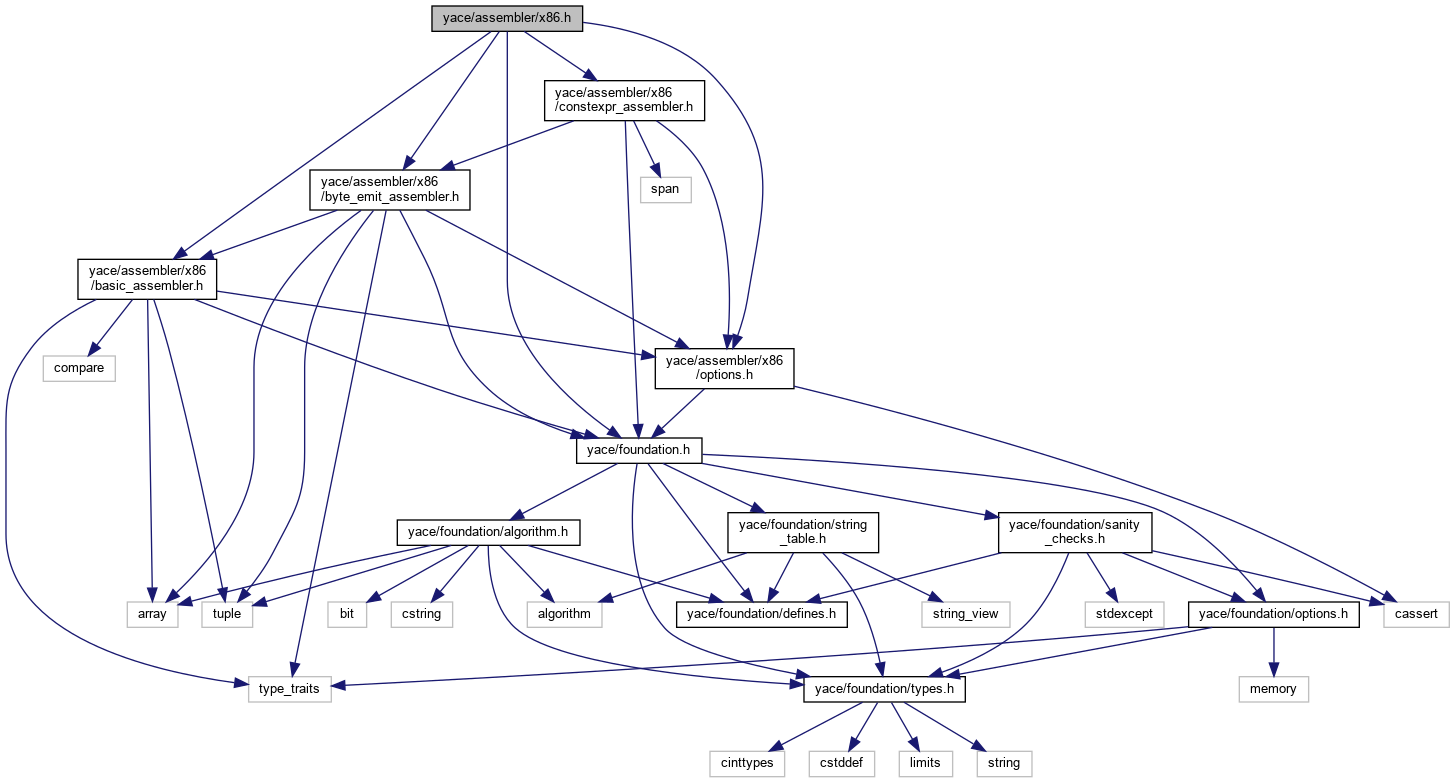 yace/assembler/x86.h
yace/assembler/x86
/constexpr_assembler.h
yace/assembler/x86
/byte_emit_assembler.h
span
yace/assembler/x86
/basic_assembler.h
compare
yace/assembler/x86
/options.h
yace/foundation.h
yace/foundation/algorithm.h
yace/foundation/string
_table.h
yace/foundation/sanity
_checks.h
array
tuple
bit
cstring
algorithm
yace/foundation/defines.h
string_view
stdexcept
yace/foundation/options.h
cassert
type_traits
yace/foundation/types.h
memory
cinttypes
cstddef
limits
string